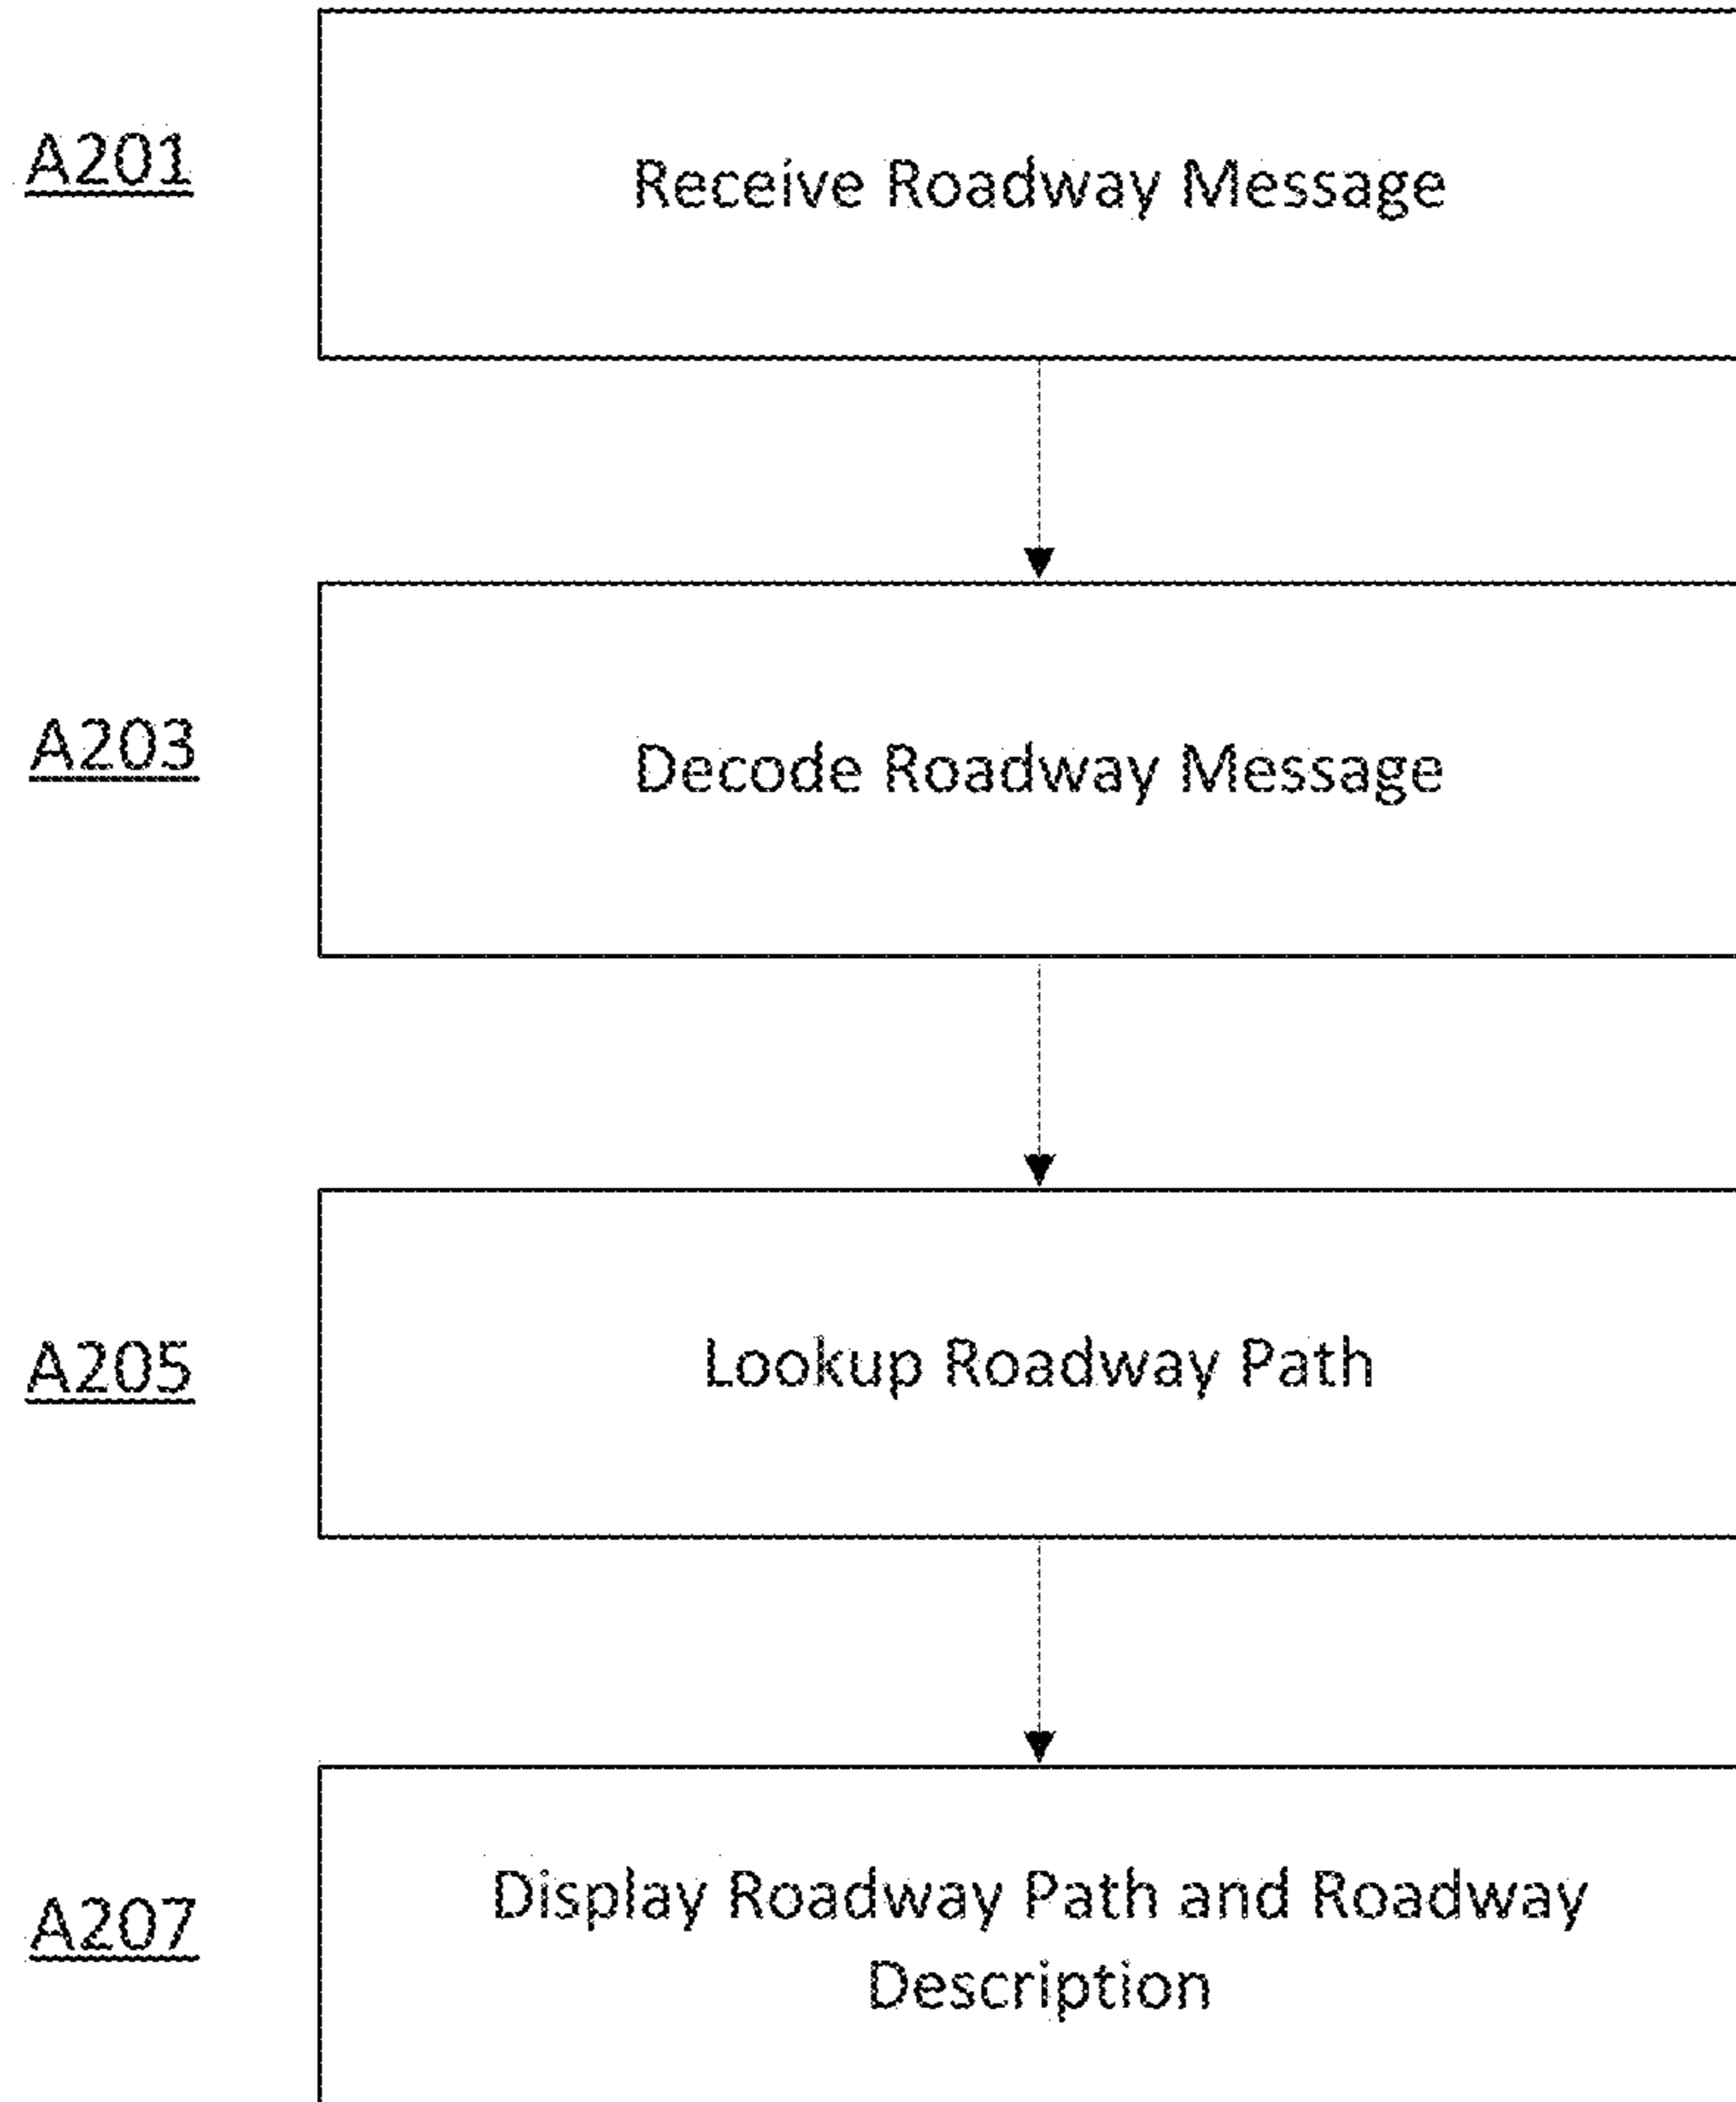 A201
Receive Roadway Message
A203
Decode Roadway Message
A205
Lookup Roadway Path
A207
Display Roadway Path and Roadway
Description